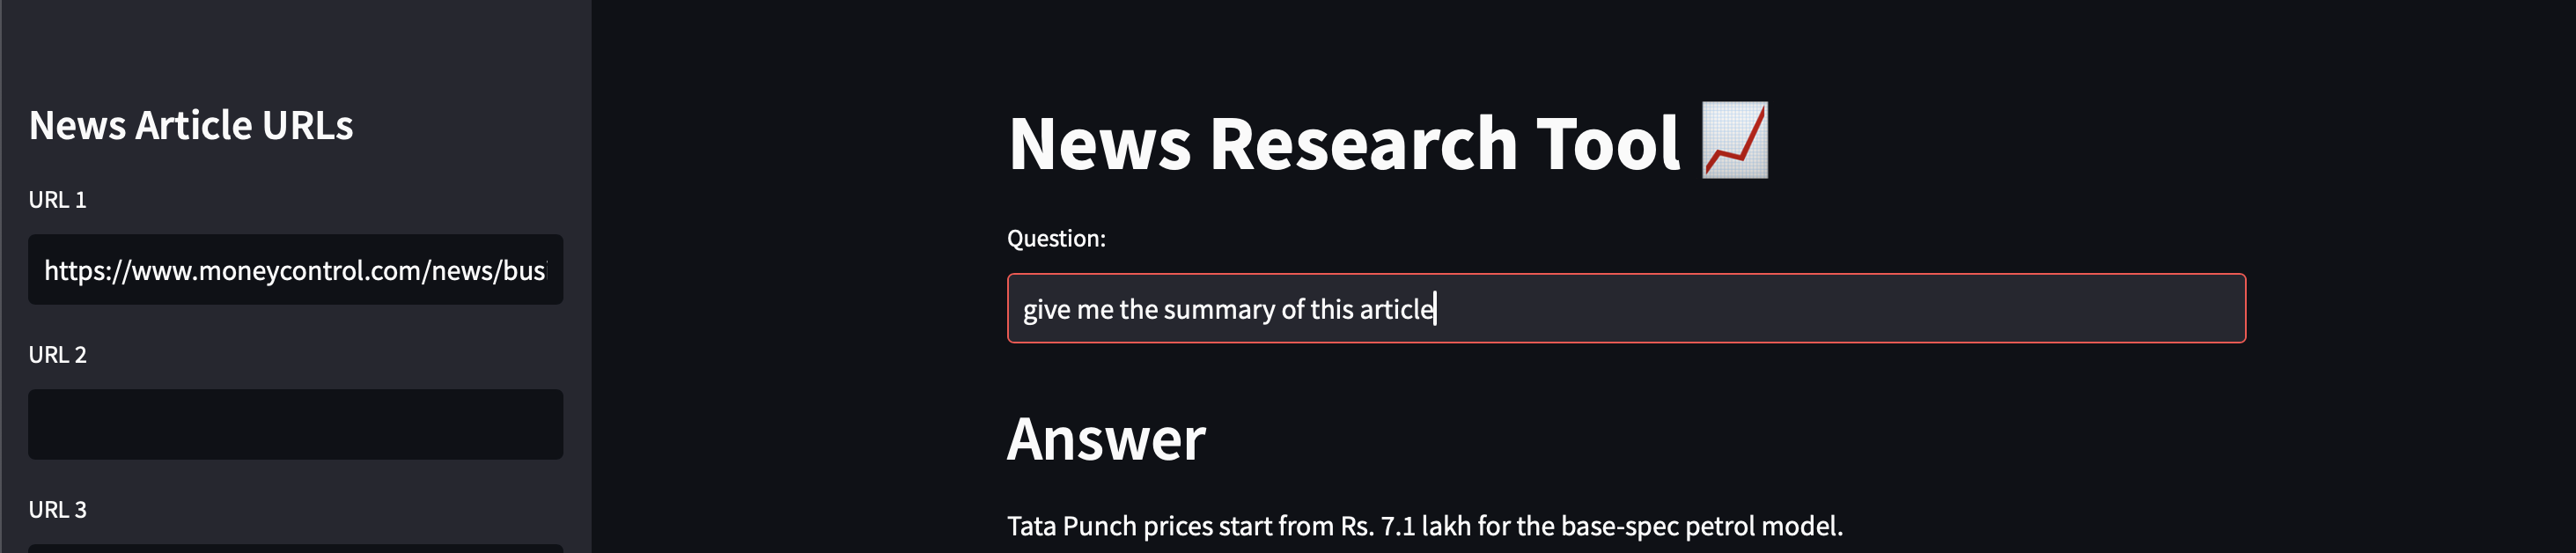 News Article URLs
URL 1
https://www.moneycontrol.com/news/busi
URL 2
URL 3
News Research Tool 📈
Question:
give me the summary of this article
Answer
Tata Punch prices start from Rs. 7.1 lakh for the base-spec petrol model.